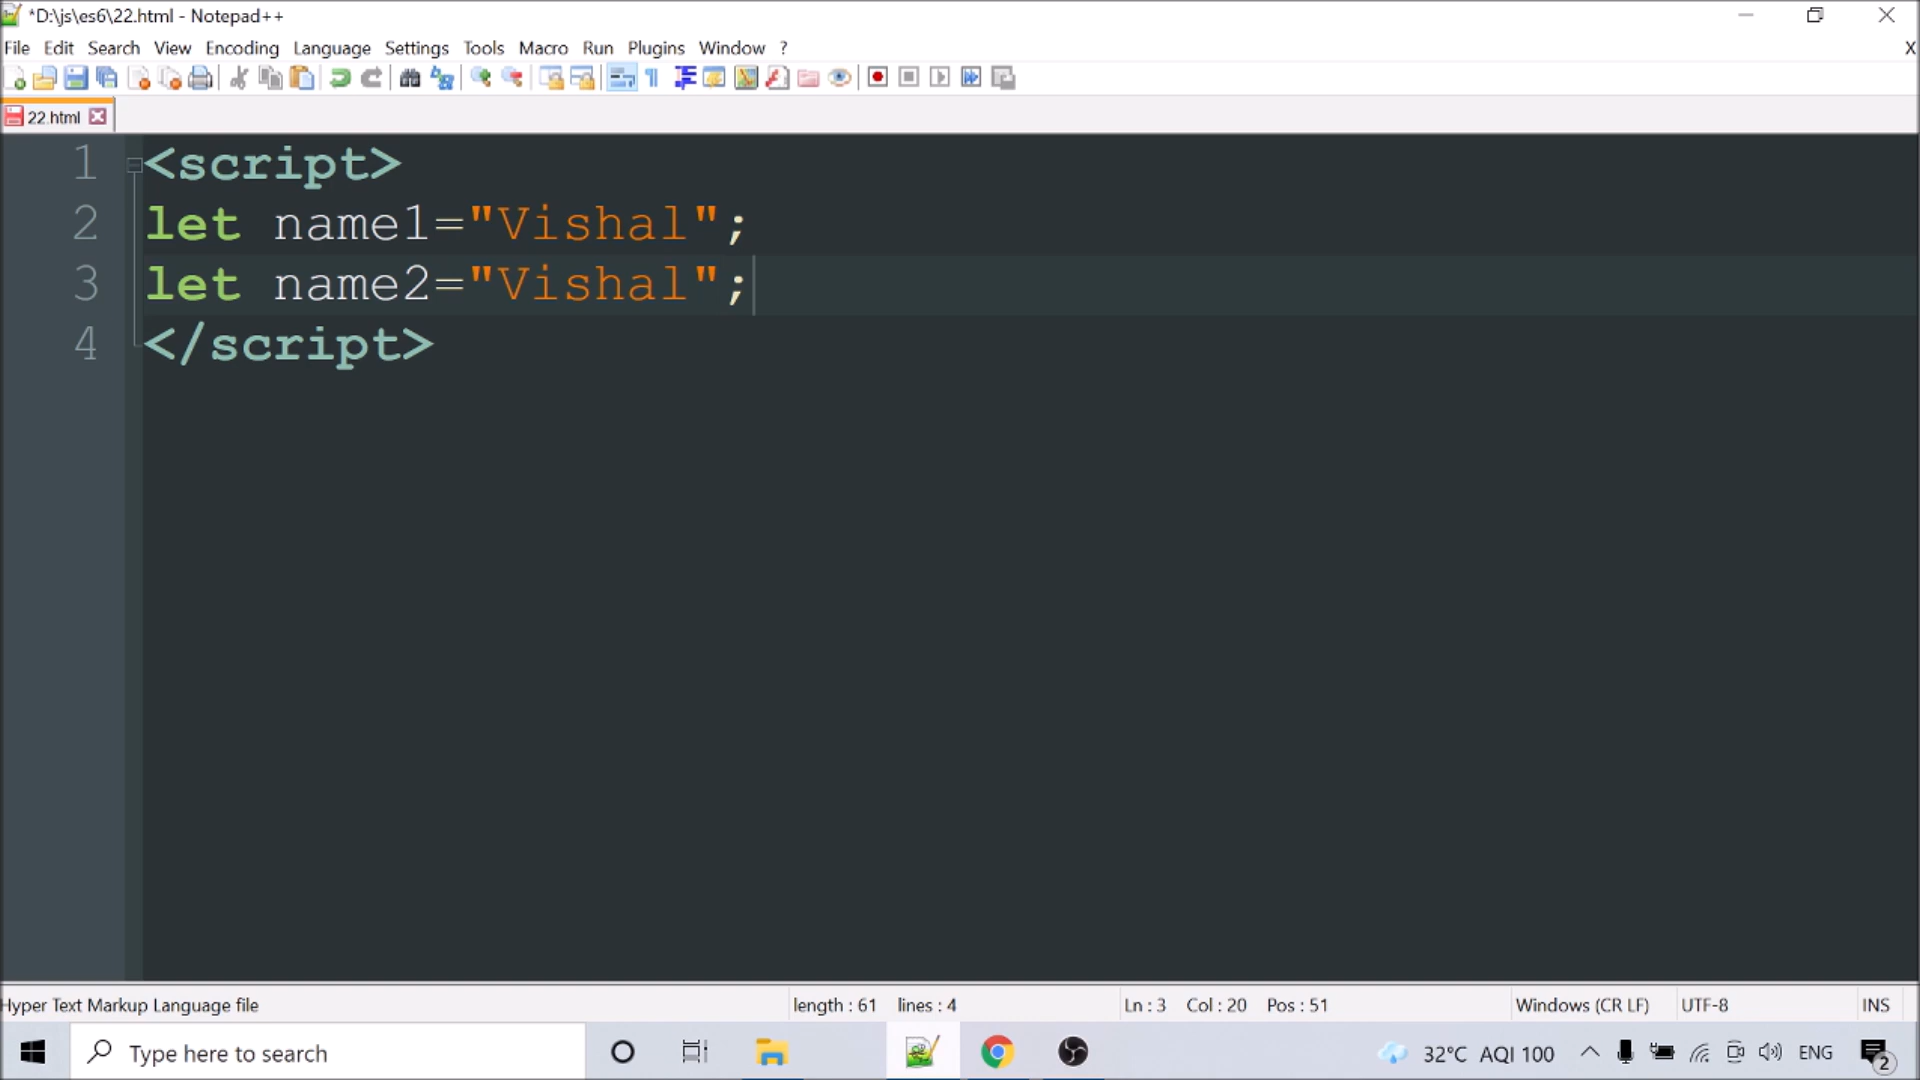 *D:\js\es6\22.html - Notepad++
File Edit Search View Encoding Language Settings Tools Macro Run Plugins Window ? X
22.html
1 <script>
2 let name1="Vishal";
3 let name2="Vishal";
4 </script>
Hyper Text Markup Language file length : 61 lines : 4 Ln : 3 Col : 20 Pos : 51 Windows (CR LF) UTF-8 INS
Type here to search 32°C AQI 100 ENG 2